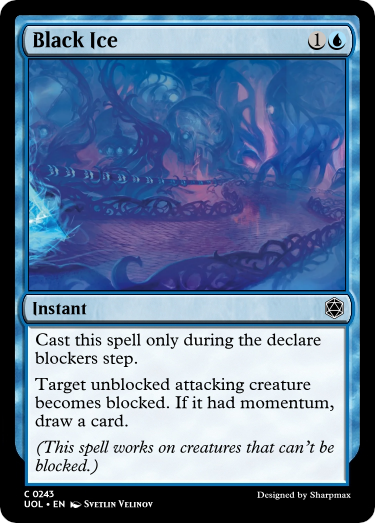 Black Ice
1
Instant
Cast this spell only during the declare
blockers step.
Target unblocked attacking creature
becomes blocked. If it had momentum,
draw a card.
(This spell works on creatures that can't be
blocked.)
C 0243
UOL • EN Svetlin Velinov
Designed by Sharpmax